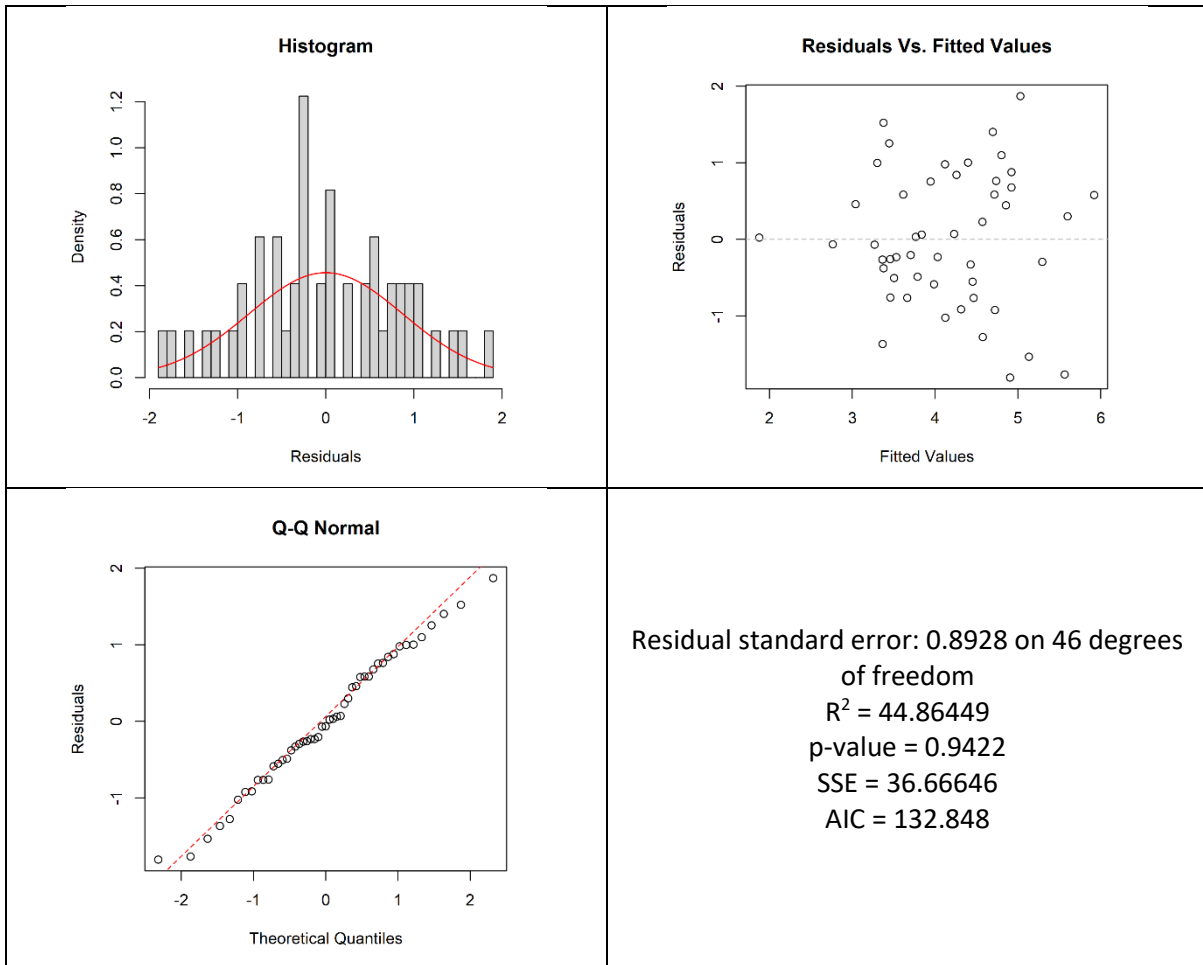 Histogram
Density
0.0 0.2 0.4 0.6 0.8 1.0 1.2
-2 -1 0 1 2
Residuals
Residuals Vs. Fitted Values
Residuals
-1 0 1 2
2 3 4 5 6
Fitted Values
Q-Q Normal
Residuals
-1 0 1 2
-2 -1 0 1 2
Theoretical Quantiles
Residual standard error: 0.8928 on 46 degrees
of freedom
R² = 44.86449
p-value = 0.9422
SSE = 36.66646
AIC = 132.848